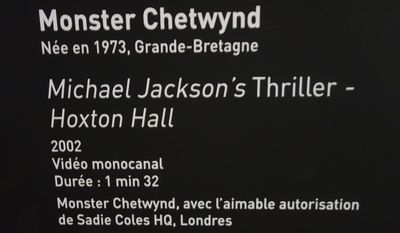 Monster Chetwynd
Née en 1973, Grande-Bretagne
Michael Jackson's Thriller -
Hoxton Hall
2002
Vidéo monocanal
Durée : 1 min 32
Monster Chetwynd, avec l'aimable autorisation
de Sadie Coles HQ, Londres